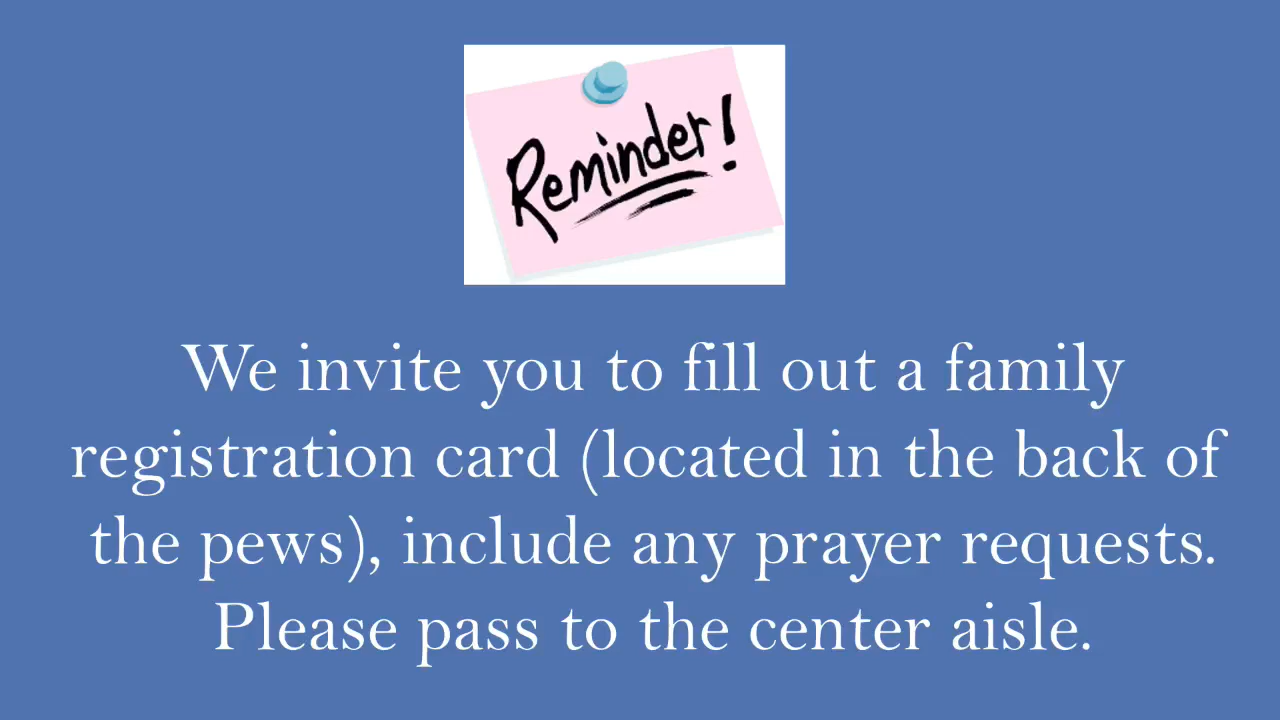 Reminder!
We invite you to fill out a family
registration card (located in the back of
the pews), include any prayer requests.
Please pass to the center aisle.